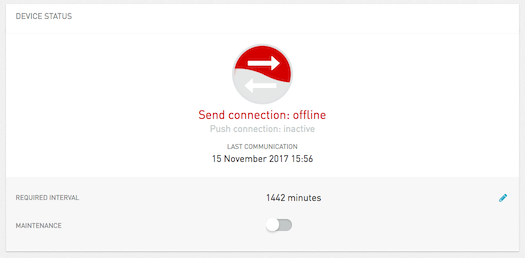 DEVICE STATUS
Send connection: offline
Push connection: inactive
LAST COMMUNICATION
15 November 2017 15:56
REQUIRED INTERVAL 1442 minutes
MAINTENANCE